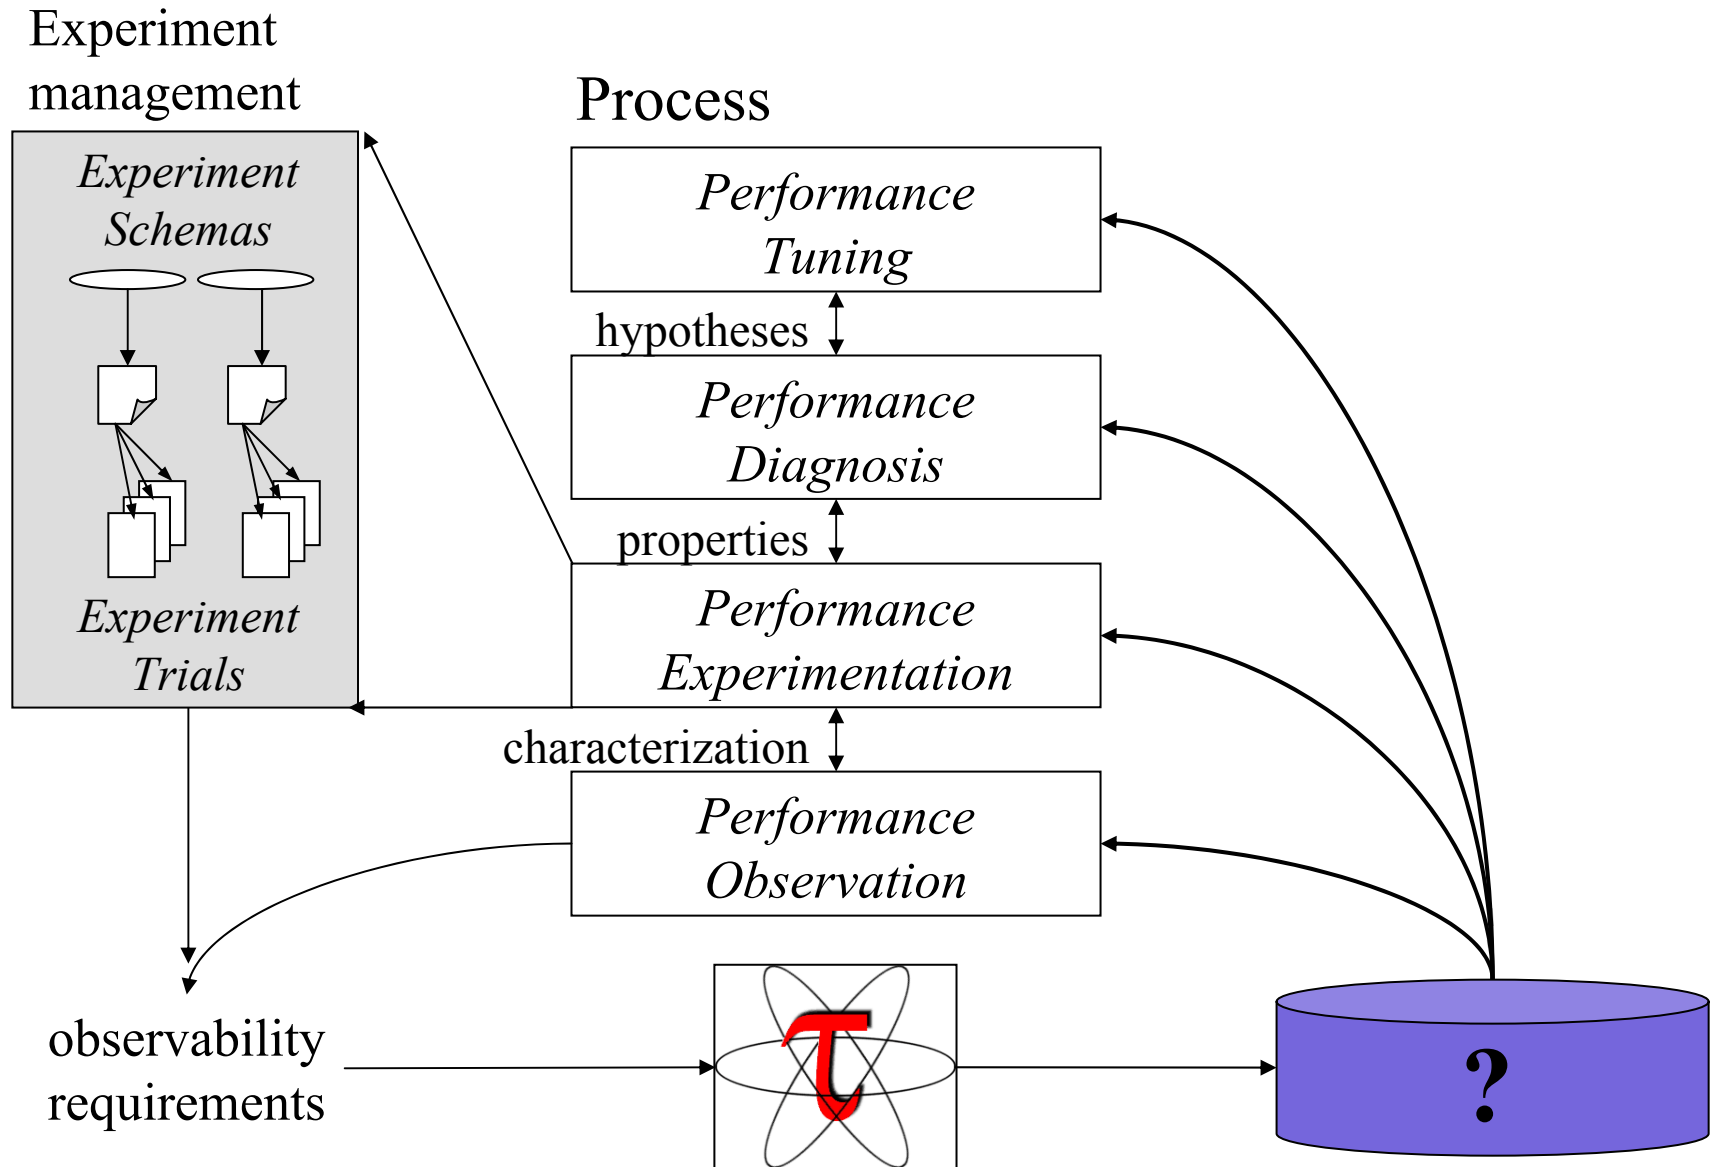 Experiment
management
Process
Experiment
Schemas
Experiment
Trials
Performance
Tuning
hypotheses
Performance
Diagnosis
properties
Performance
Experimentation
characterization
Performance
Observation
observability
requirements
τ
?